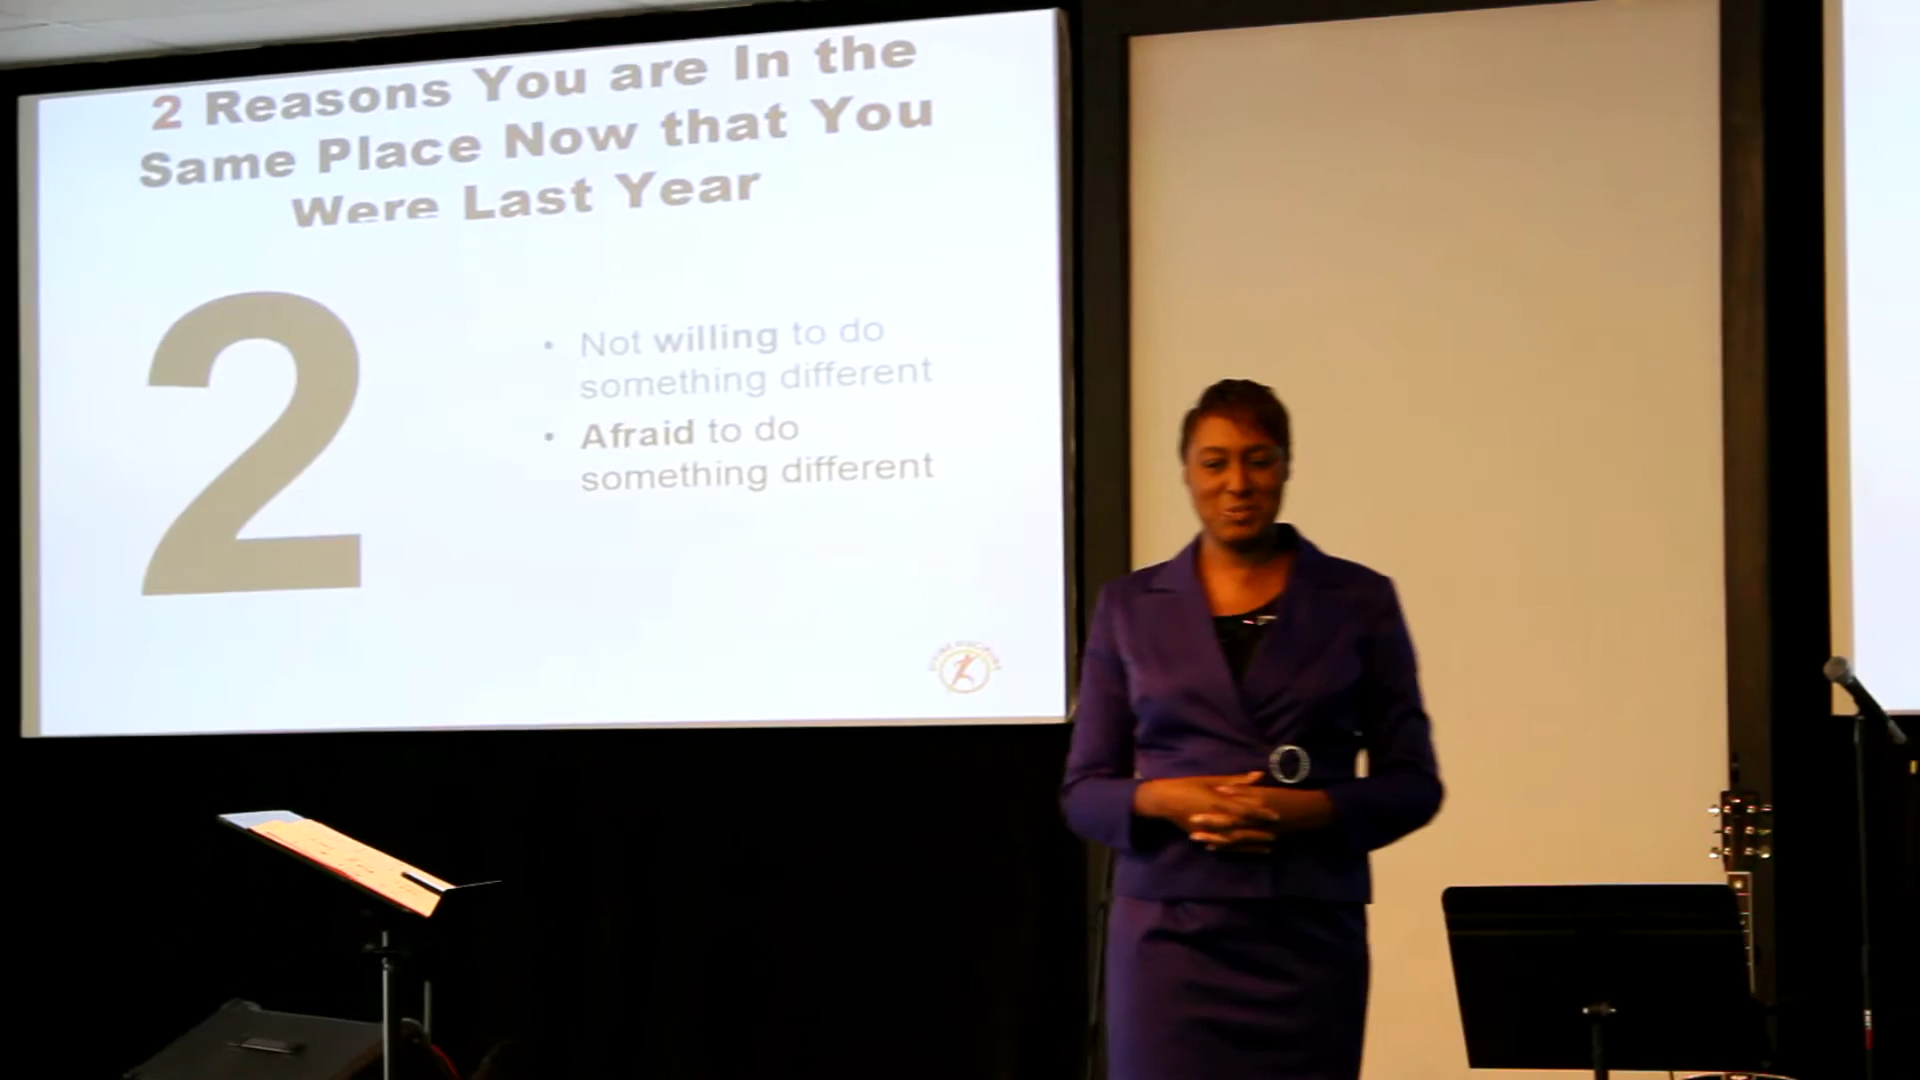 2 Reasons You are In the
Same Place Now that You
Were Last Year
2
• Not willing to do
something different
• Afraid to do
something different